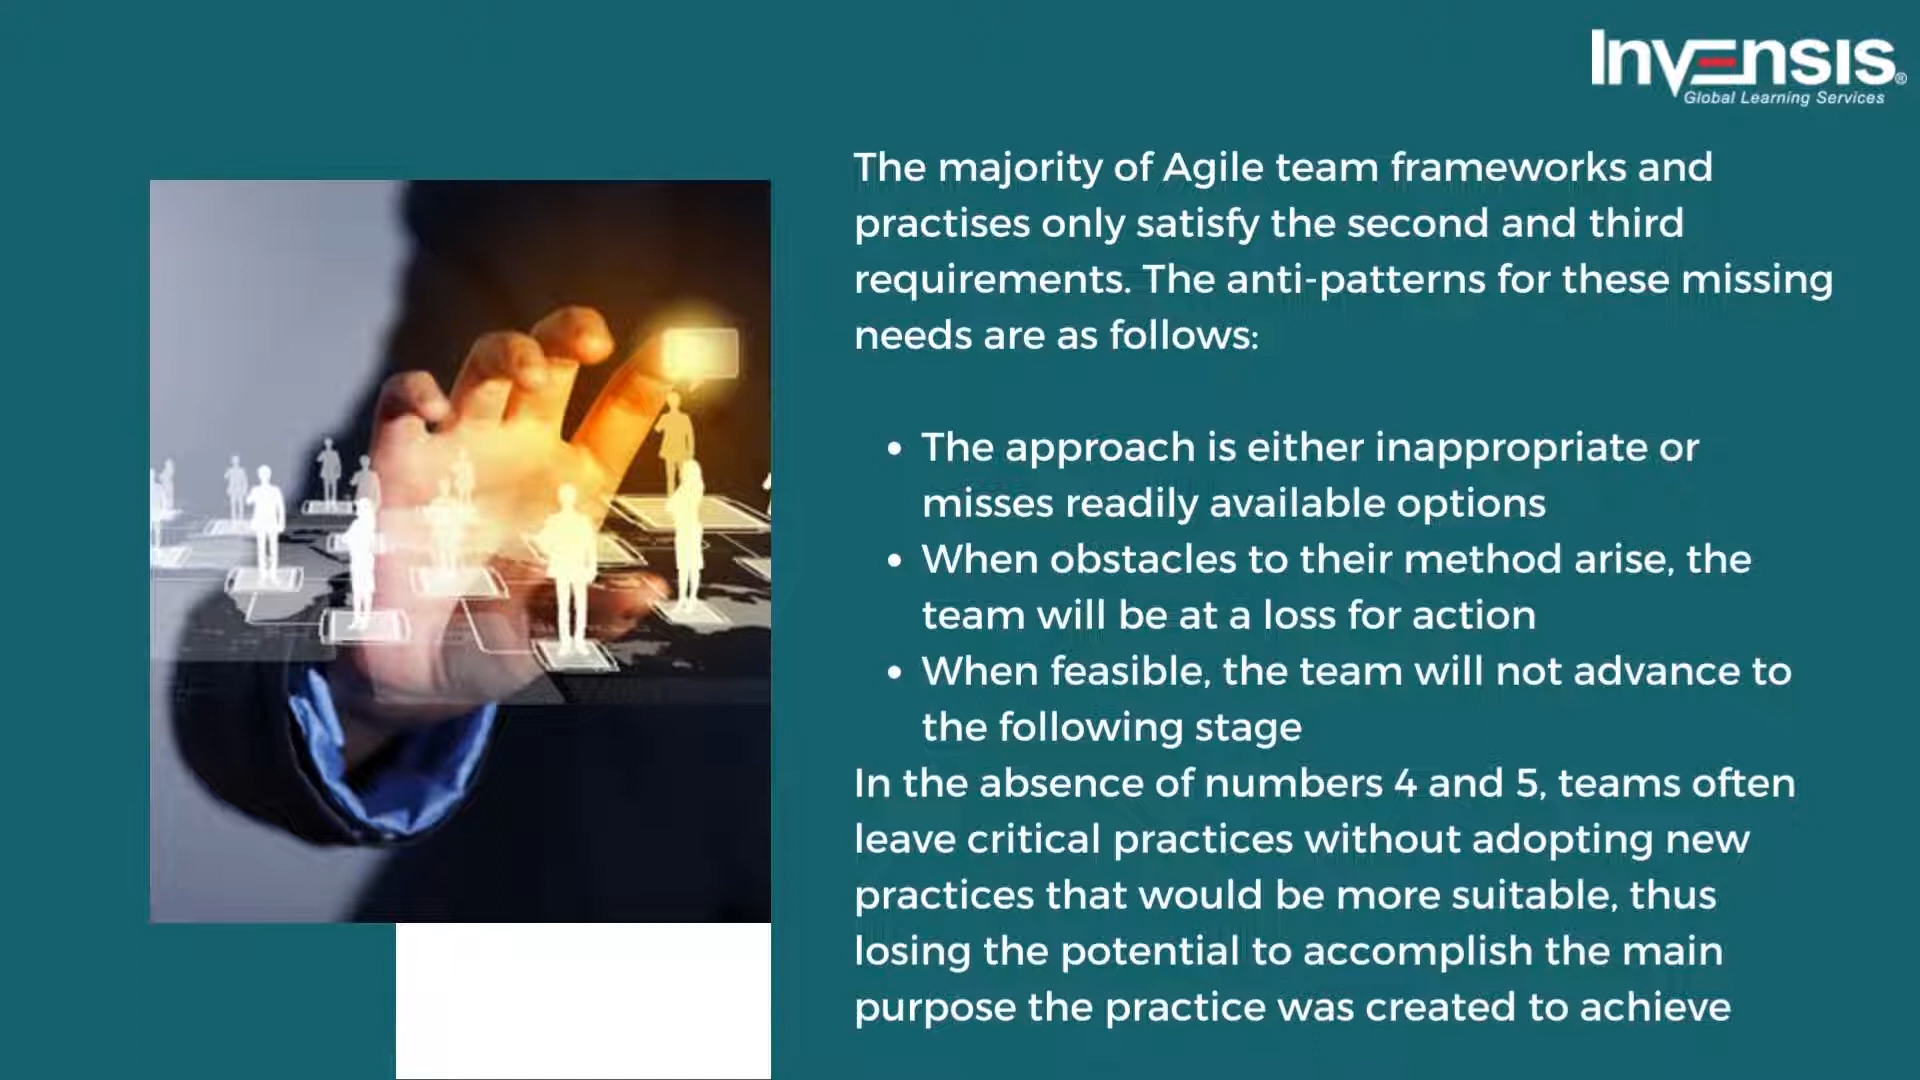 Invensis®
Global Learning Services
The majority of Agile team frameworks and
practises only satisfy the second and third
requirements. The anti-patterns for these missing
needs are as follows:
• The approach is either inappropriate or
misses readily available options
• When obstacles to their method arise, the
team will be at a loss for action
• When feasible, the team will not advance to
the following stage
In the absence of numbers 4 and 5, teams often
leave critical practices without adopting new
practices that would be more suitable, thus
losing the potential to accomplish the main
purpose the practice was created to achieve